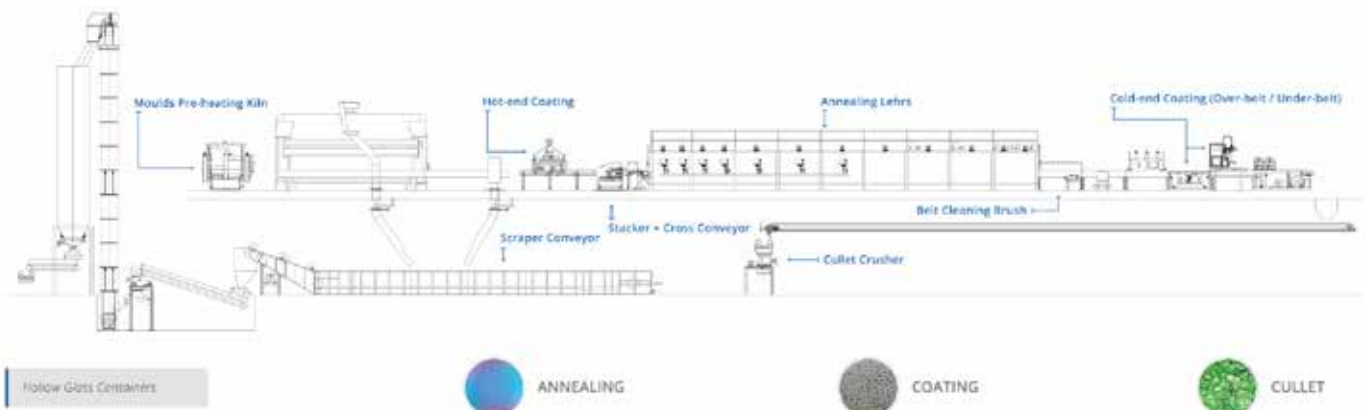 Moulds Pre-heating Kiln
Hot-end Coating
Annealing Lehrs
Cold-end Coating (Over-belt / Under-belt)
Belt Cleaning Brush
Stacker + Cross Conveyor
Scraper Conveyor
Cullet Crusher
Hollow Glass Containers
ANNEALING
COATING
CULLET